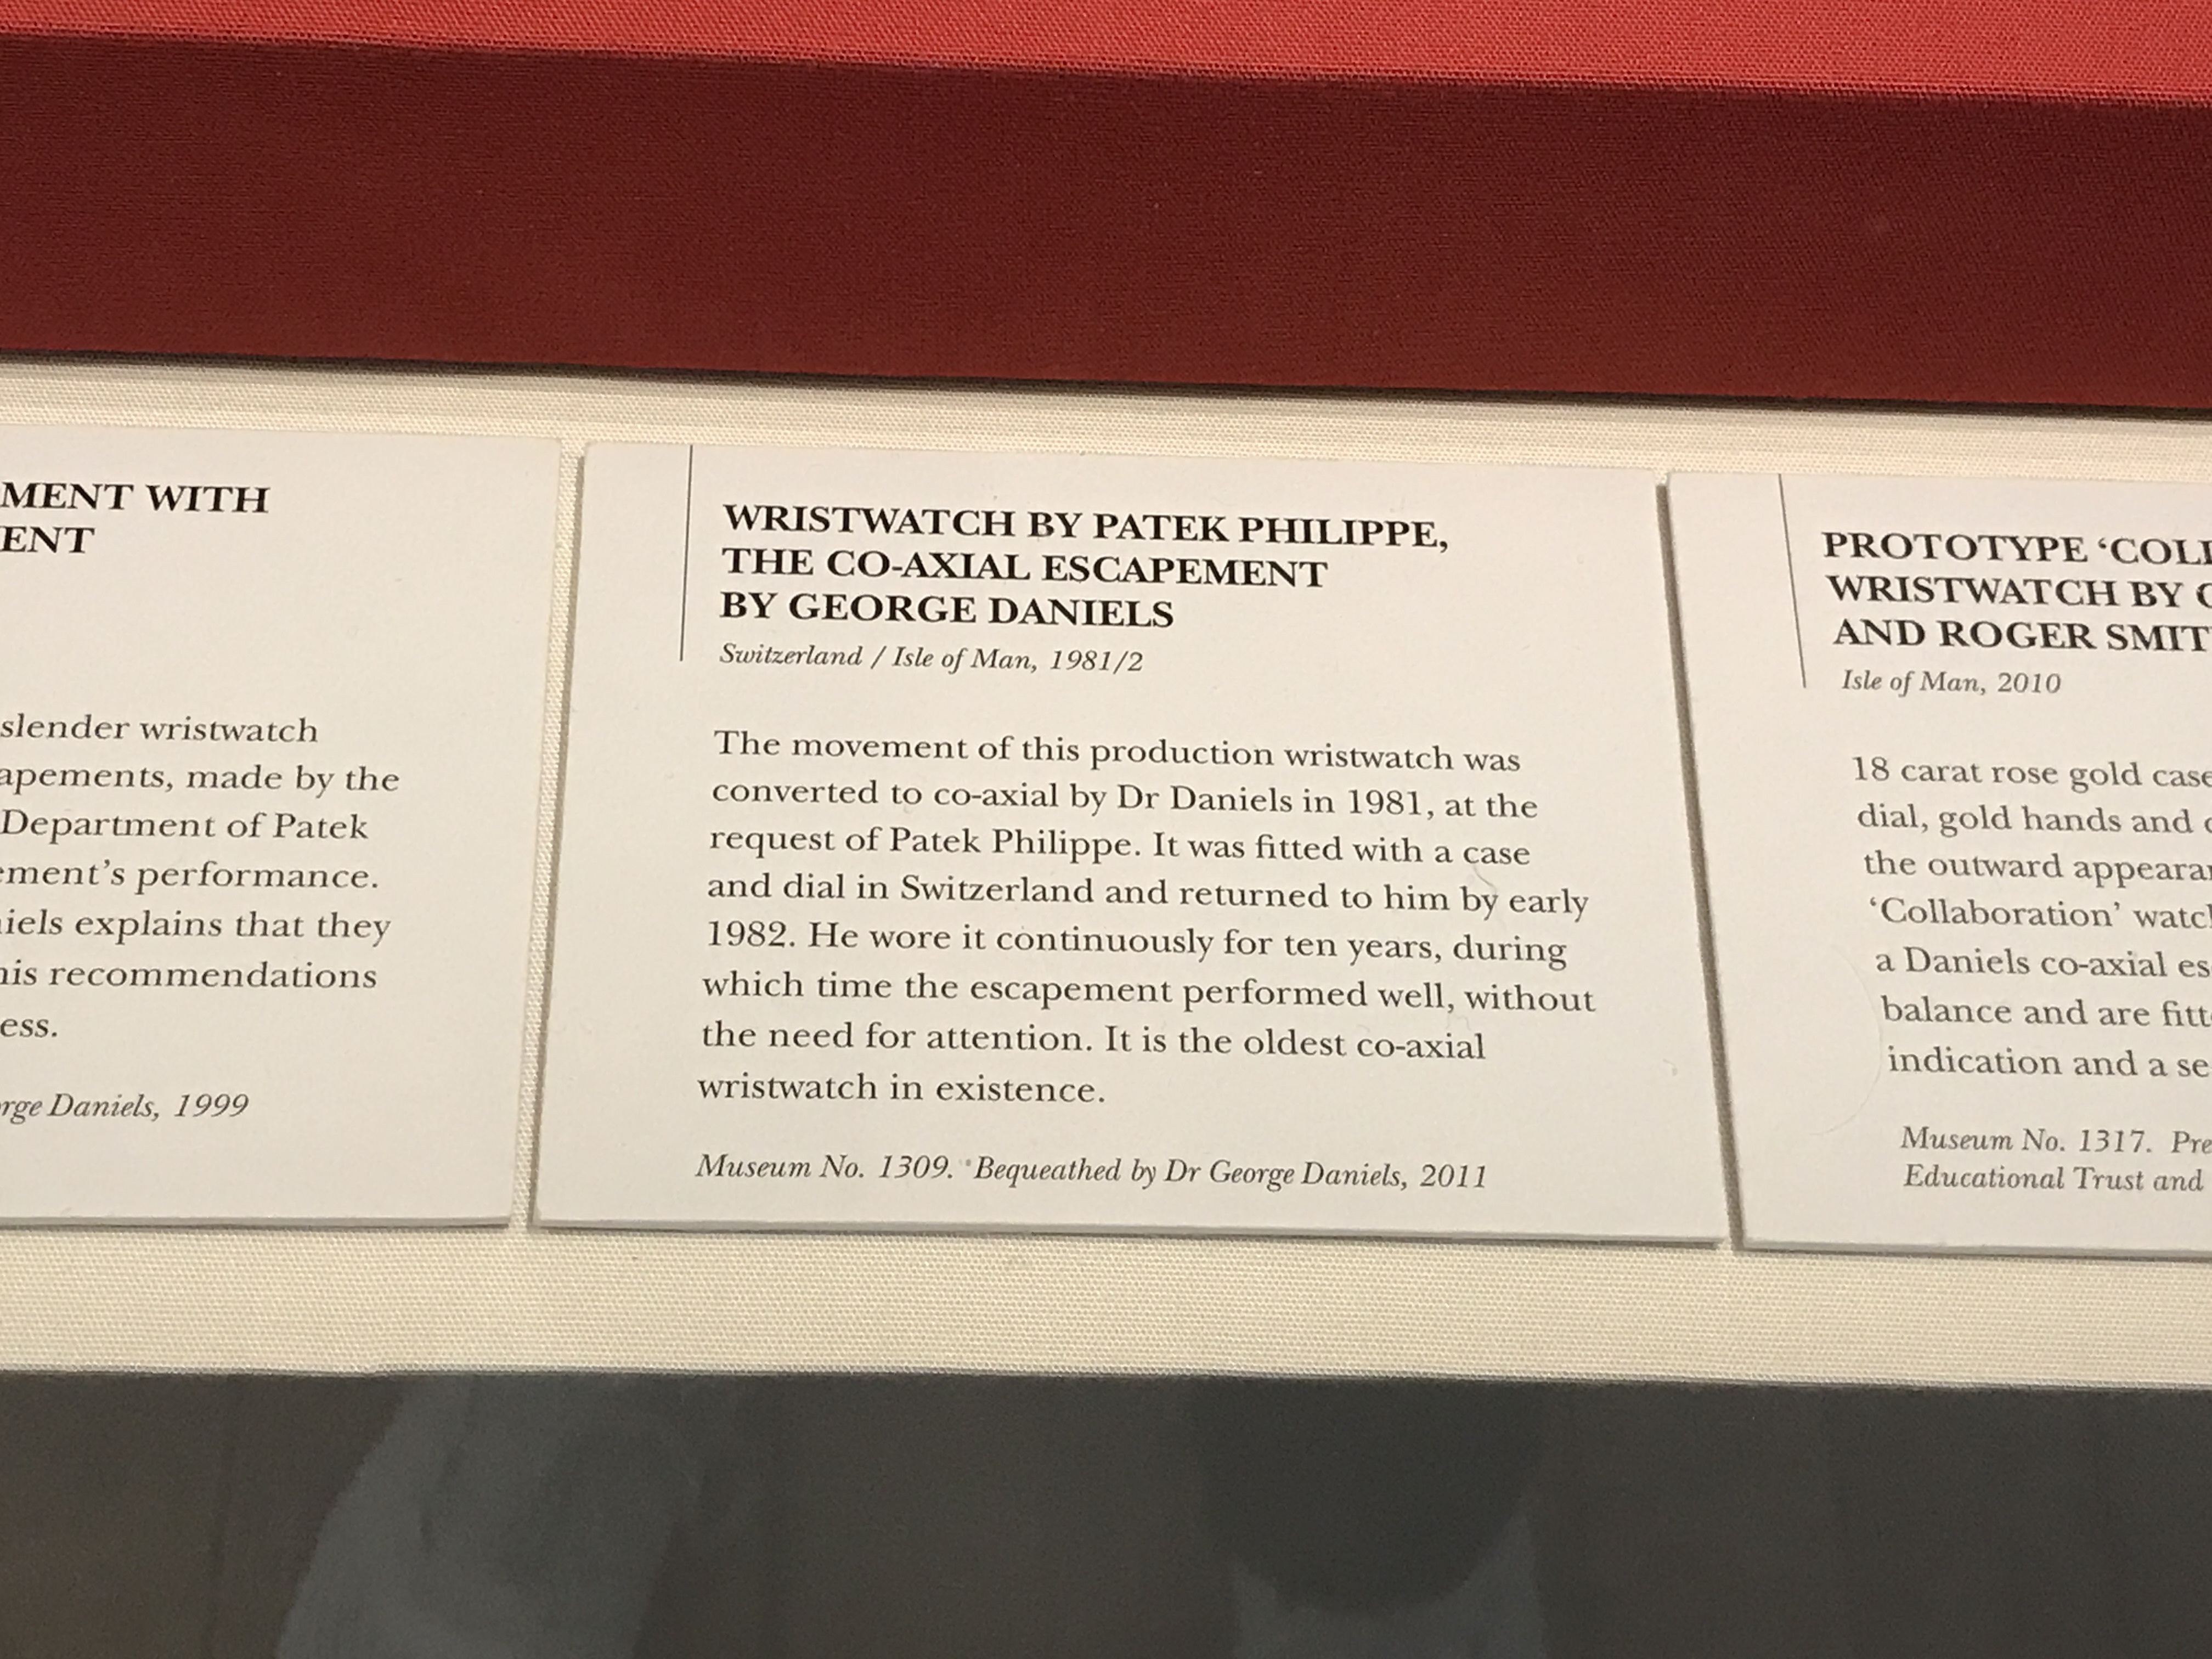 MENT WITH
slender wristwatch
made by the
Department of Patek
performance.
explains that they
recommendations
Daniels, 1999
WRISTWATCH BY PATEK PHILIPPE,
THE CO-AXIAL ESCAPEMENT
BY GEORGE DANIELS
Switzerland / Isle of Man, 1981/2
The movement of this production wristwatch was
converted to co-axial by Dr Daniels in 1981, at the
request of Patek Philippe. It was fitted with a case
and dial in Switzerland and returned to him by early
1982. He wore it continuously for ten years, during
which time the escapement performed well, without
the need for attention. It is the oldest co-axial
wristwatch in existence.
Museum No. 1309. Bequeathed by Dr George Daniels, 2011
PROTOTYPE
WRISTWATCH BY
AND ROGER
Isle of Man, 2010
18 carat rose gold case
dial, gold hands and
the outward
‘Collaboration’
a Daniels co-axial
balance and are
indication and a
Museum No. 1317.
Educational Trust and